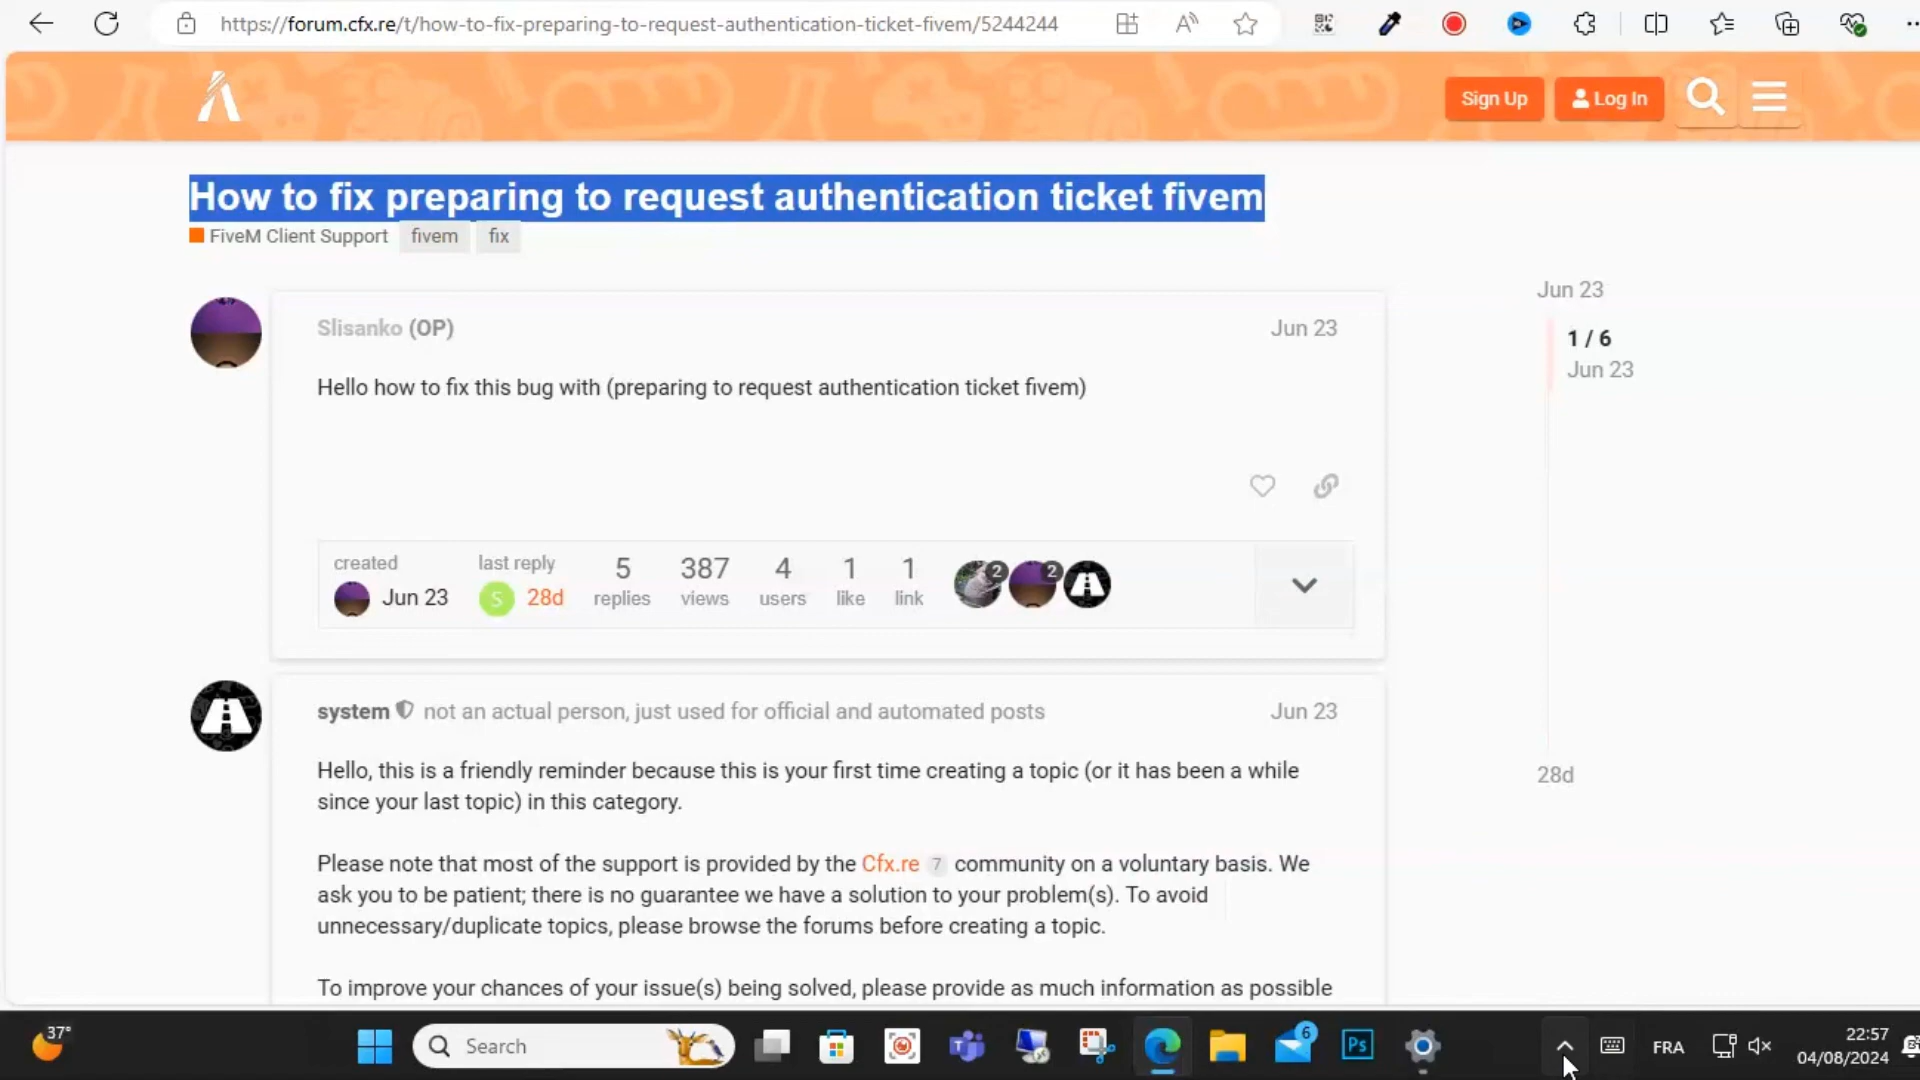 https://forum.cfx.re/t/how-to-fix-preparing-to-request-authentication-ticket-fivem/5244244
Sign Up
Log In
How to fix preparing to request authentication ticket fivem
FiveM Client Support fivem fix
Jun 23
Slisanko (OP) Jun 23
1 / 6
Jun 23
Hello how to fix this bug with (preparing to request authentication ticket fivem)
created last reply 5 387 4 1 1 2 2
Jun 23 S 28d replies views users like link
system not an actual person, just used for official and automated posts Jun 23
28d
Hello, this is a friendly reminder because this is your first time creating a topic (or it has been a while
since your last topic) in this category.
Please note that most of the support is provided by the Cfx.re 7 community on a voluntary basis. We
ask you to be patient; there is no guarantee we have a solution to your problem(s). To avoid
unnecessary/duplicate topics, please browse the forums before creating a topic.
To improve your chances of your issue(s) being solved, please provide as much information as possible
37°
Search
6
Ps
FRA
22:57
04/08/2024